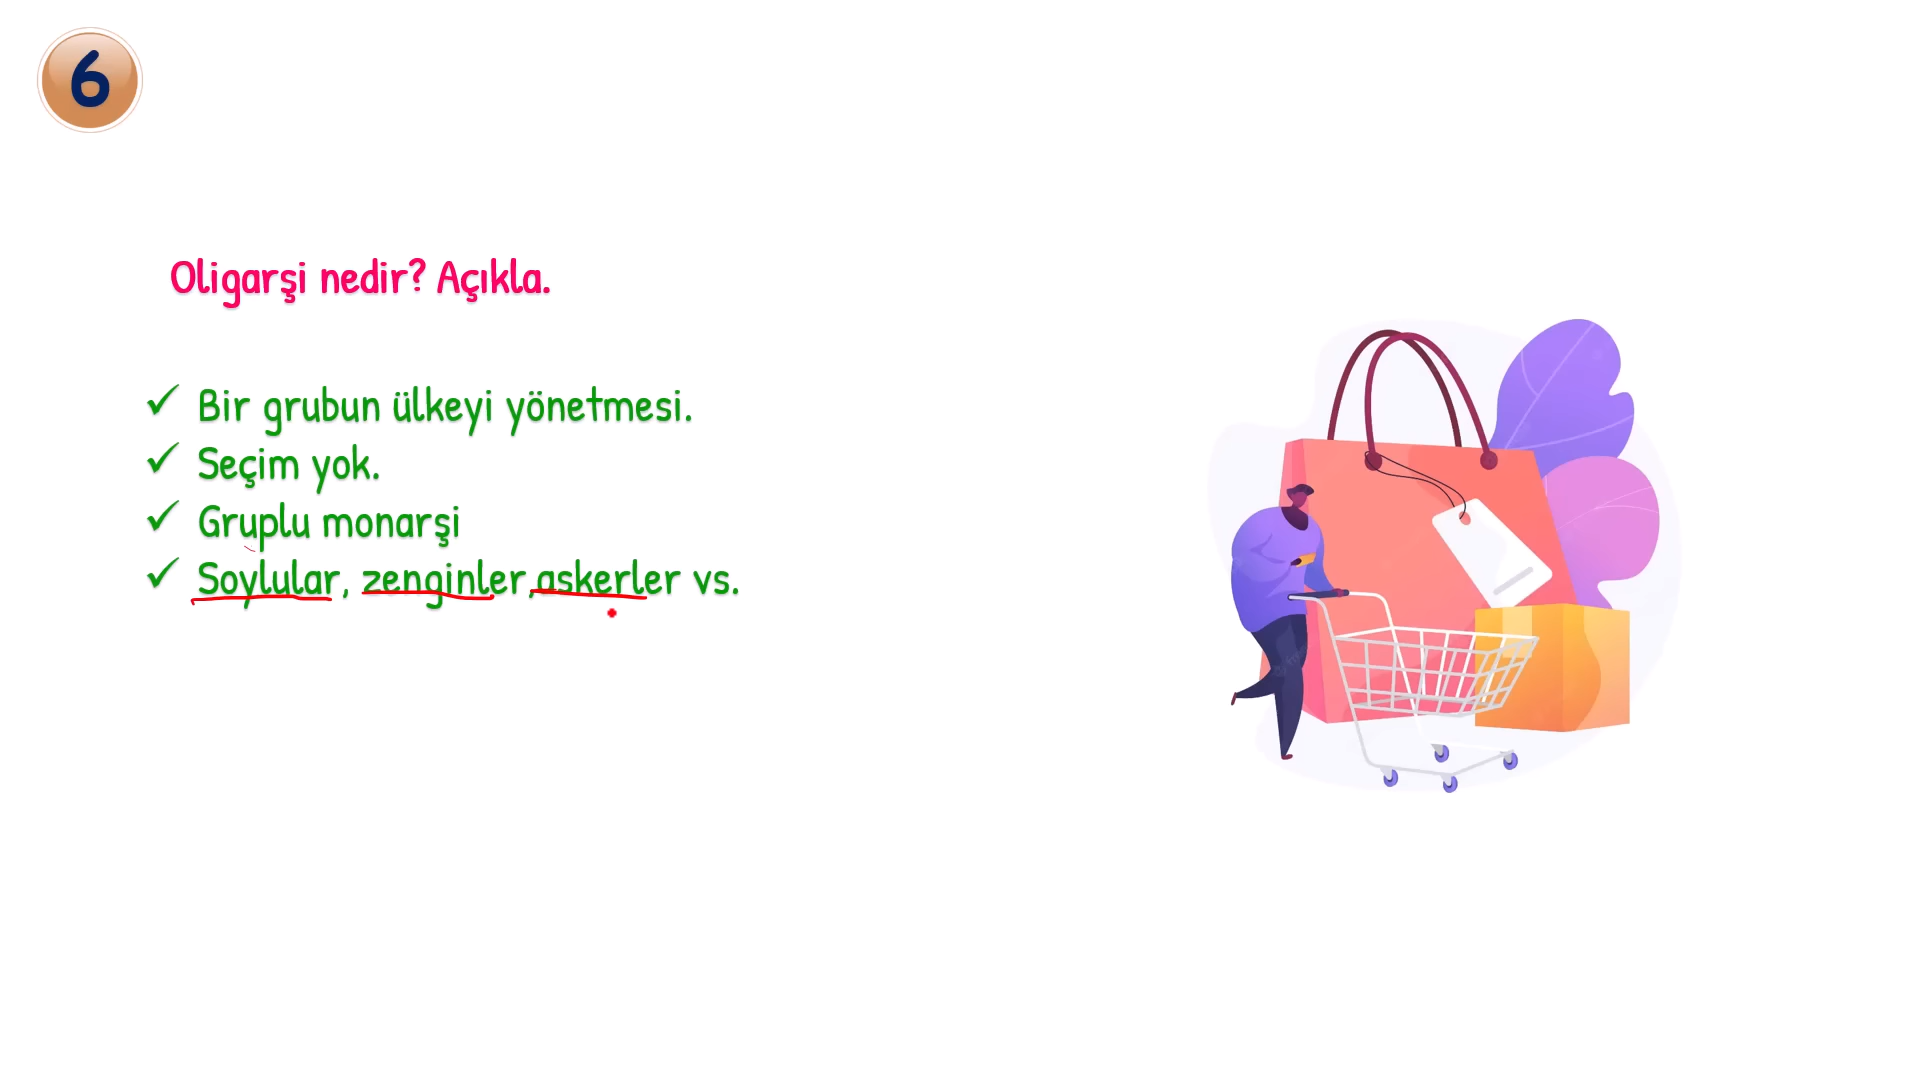 6
Oligarşi nedir? Açıkla.
✓ Bir grubun ülkeyi yönetmesi.
✓ Seçim yok.
✓ Gruplu monarşi
✓ Soylular, zenginler,askerler vs.